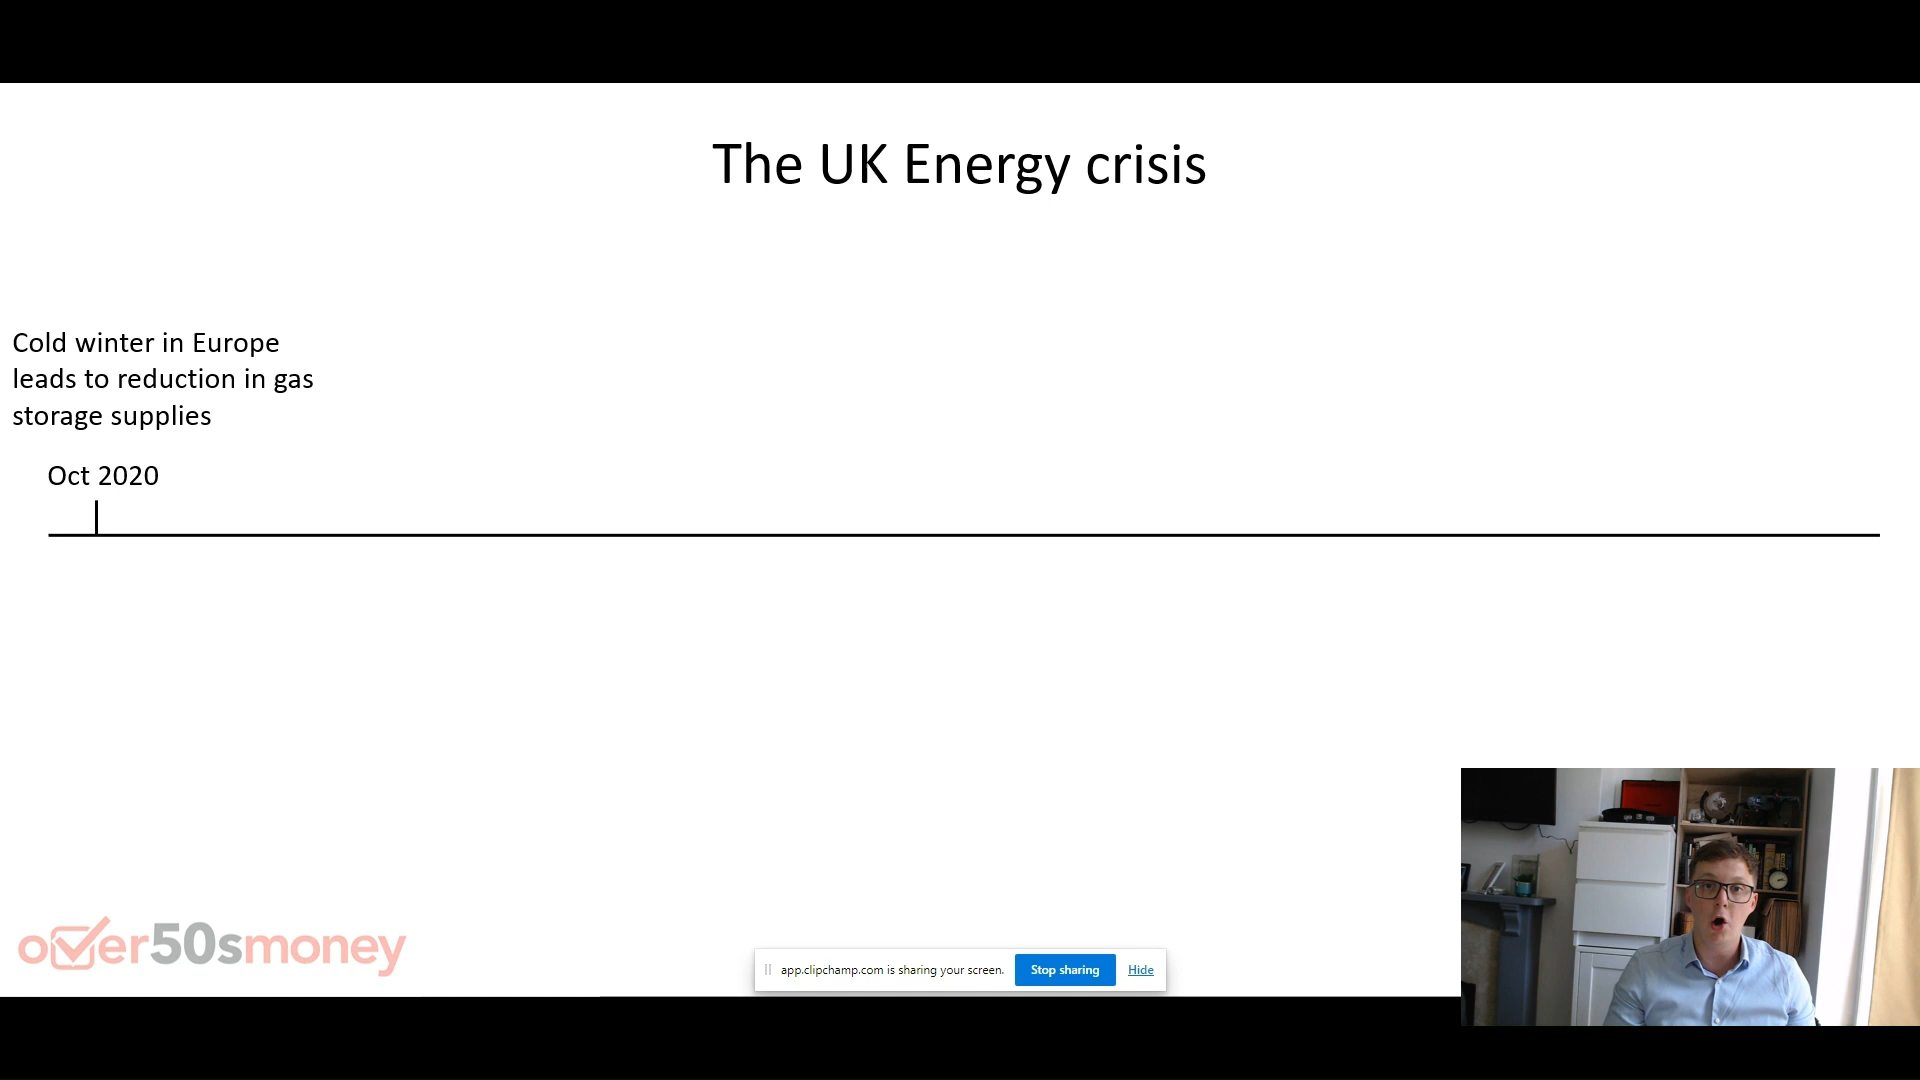 The UK Energy crisis
Cold winter in Europe
leads to reduction in gas
storage supplies
Oct 2020
over50smoney
app.clipchamp.com is sharing your screen. Stop sharing Hide